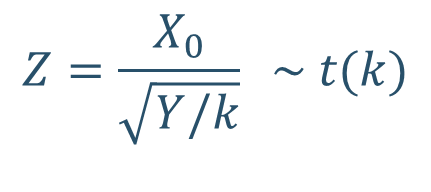 Z = X₀ / √(Y/k) ~ t(k)